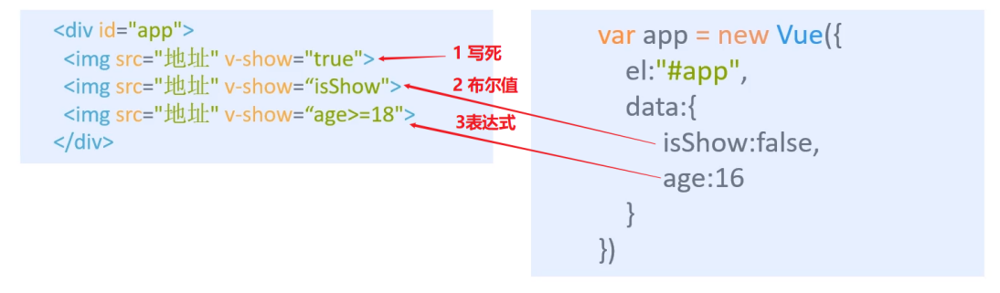 <div id="app">
<img src="地址" v-show="true">
<img src="地址" v-show=“isShow">
<img src="地址" v-show=“age>=18">
</div>
1 写死
2 布尔值
3表达式
var app = new Vue({
el:"#app",
data:{
isShow:false,
age:16
}
})